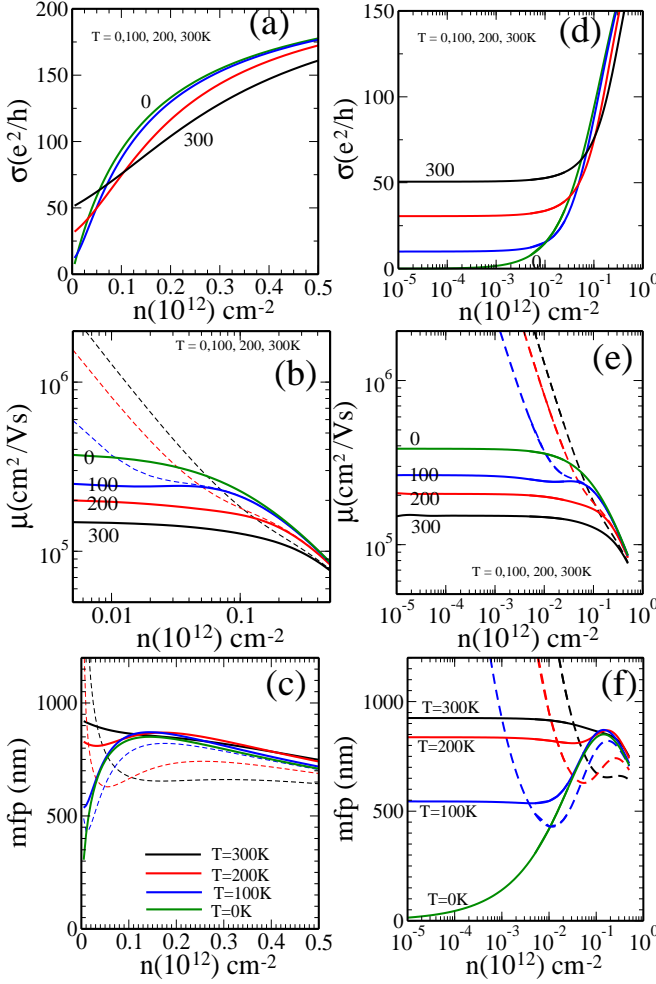 (a)
T = 0,100, 200, 300K
0
300
σ(e²/h)
200
150
100
50
0
0 0.1 0.2 0.3 0.4 0.5
n(10¹²) cm⁻²
(d)
T = 0,100, 200, 300K
300
0
σ(e²/h)
150
100
50
0
10⁻⁵ 10⁻⁴ 10⁻³ 10⁻² 10⁻¹ 10⁰
n(10¹²) cm⁻²
T = 0,100, 200, 300K
(b)
0
100
200
300
μ(cm²/Vs)
10⁶
10⁵
0.01 0.1
n(10¹²) cm⁻²
(e)
0
100
200
300
T = 0,100, 200, 300K
μ(cm²/Vs)
10⁶
10⁵
10⁻⁵ 10⁻⁴ 10⁻³ 10⁻² 10⁻¹ 10⁰
n(10¹²) cm⁻²
(c)
T=300K
T=200K
T=100K
T=0K
mfp (nm)
1000
500
0
0 0.1 0.2 0.3 0.4 0.5
n(10¹²) cm⁻²
(f)
T=300K
T=200K
T=100K
T=0K
mfp (nm)
1000
500
0
10⁻⁵ 10⁻⁴ 10⁻³ 10⁻² 10⁻¹ 10⁰
n(10¹²) cm⁻²